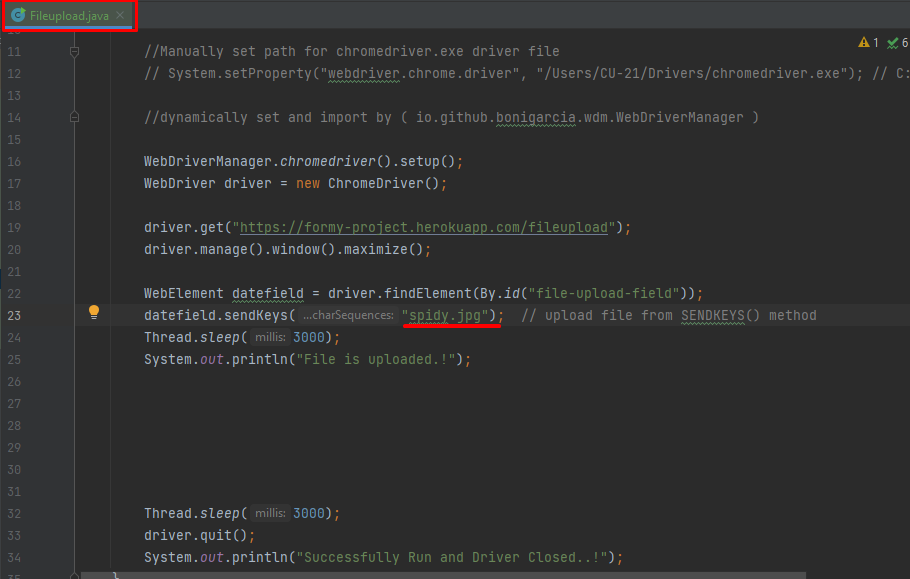 Fileupload.java
11 //Manually set path for chromedriver.exe driver file
1 6
12 // System.setProperty("webdriver.chrome.driver", "/Users/CU-21/Drivers/chromedriver.exe"); // C:
13
14 //dynamically set and import by ( io.github.bonigarcia.wdm.WebDriverManager )
15
16 WebDriverManager.chromedriver().setup();
17 WebDriver driver = new ChromeDriver();
18
19 driver.get("https://formy-project.herokuapp.com/fileupload");
20 driver.manage().window().maximize();
21
22 WebElement datefield = driver.findElement(By.id("file-upload-field"));
23 datefield.sendKeys( ...charSequences: "spidy.jpg"); // upload file from SENDKEYS() method
24 Thread.sleep( millis: 3000);
25 System.out.println("File is uploaded.!");
26
27
28
29
30
31
32 Thread.sleep( millis: 3000);
33 driver.quit();
34 System.out.println("Successfully Run and Driver Closed..!");
35 }